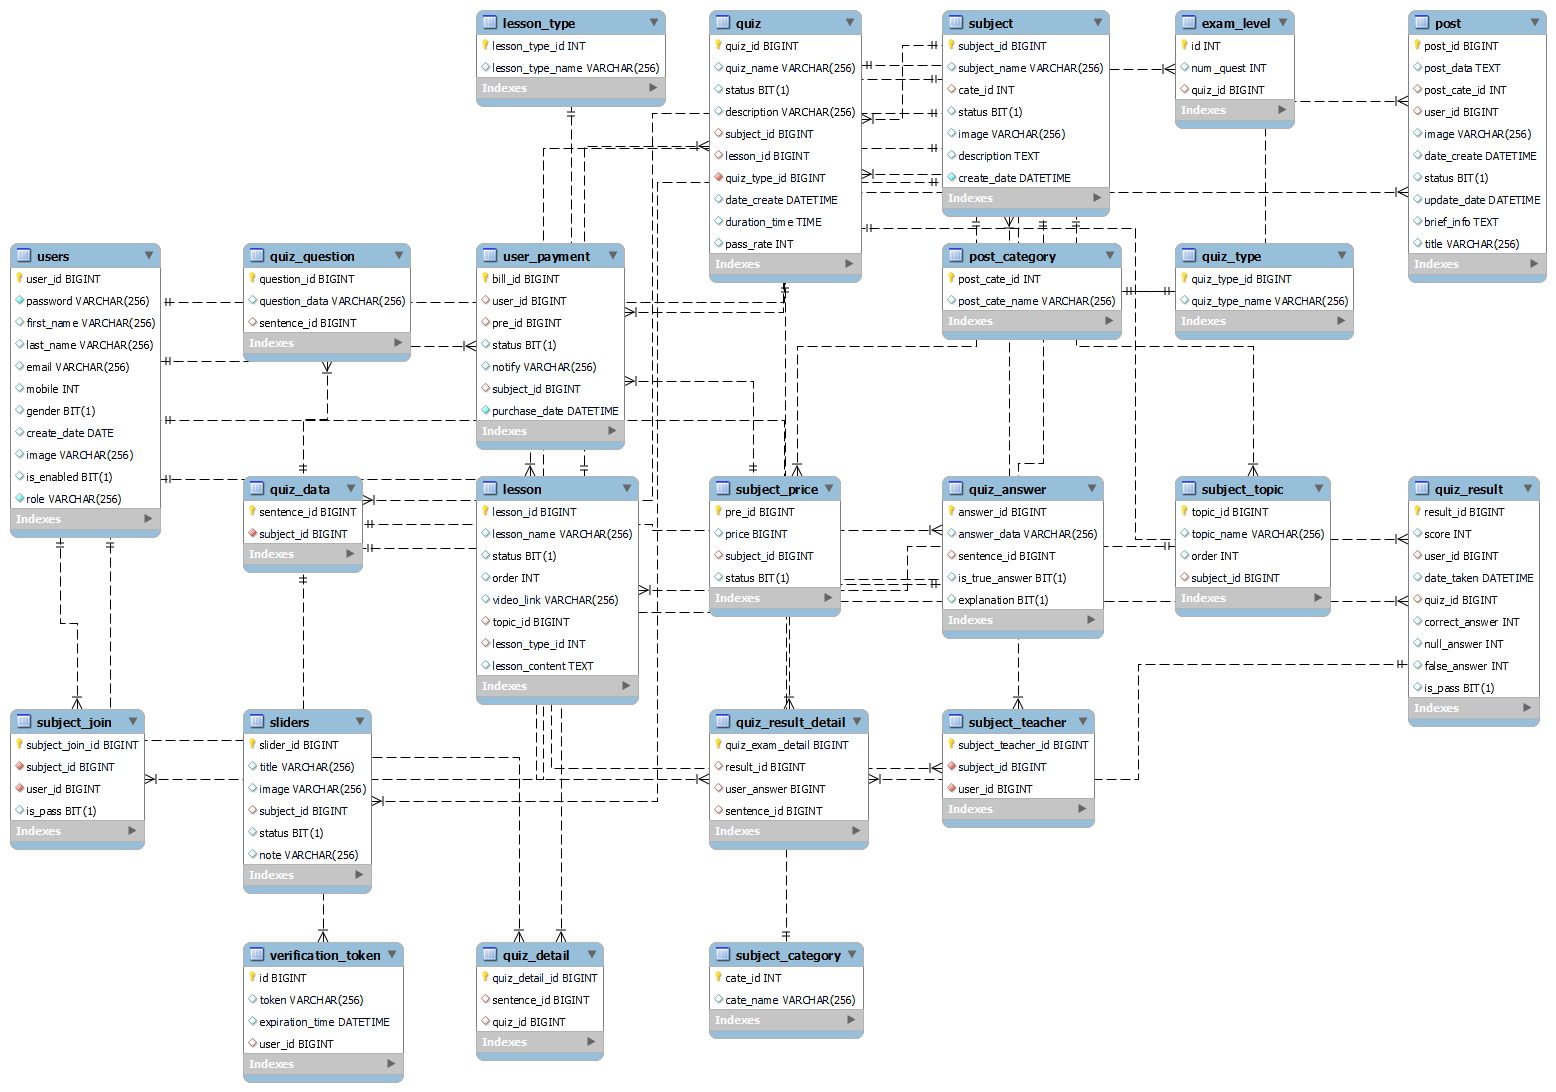 lesson_type
lesson_type_id INT
lesson_type_name VARCHAR(256)
Indexes
quiz
quiz_id BIGINT
quiz_name VARCHAR(256)
status BIT(1)
description VARCHAR(256)
subject_id BIGINT
lesson_id BIGINT
quiz_type_id BIGINT
date_create DATETIME
duration_time TIME
pass_rate INT
Indexes
subject
subject_id BIGINT
subject_name VARCHAR(256)
cate_id INT
status BIT(1)
image VARCHAR(256)
description TEXT
create_date DATETIME
Indexes
exam_level
id INT
num_quest INT
quiz_id BIGINT
Indexes
post
post_id BIGINT
post_data TEXT
post_cate_id INT
user_id BIGINT
image VARCHAR(256)
date_create DATETIME
status BIT(1)
update_date DATETIME
brief_info TEXT
title VARCHAR(256)
Indexes
users
user_id BIGINT
password VARCHAR(256)
first_name VARCHAR(256)
last_name VARCHAR(256)
email VARCHAR(256)
mobile INT
gender BIT(1)
create_date DATE
image VARCHAR(256)
is_enabled BIT(1)
role VARCHAR(256)
Indexes
quiz_question
question_id BIGINT
question_data VARCHAR(256)
sentence_id BIGINT
Indexes
user_payment
bill_id BIGINT
user_id BIGINT
pre_id BIGINT
status BIT(1)
notify VARCHAR(256)
subject_id BIGINT
purchase_date DATETIME
Indexes
post_category
post_cate_id INT
post_cate_name VARCHAR(256)
Indexes
quiz_type
quiz_type_id BIGINT
quiz_type_name VARCHAR(256)
Indexes
quiz_data
sentence_id BIGINT
subject_id BIGINT
Indexes
lesson
lesson_id BIGINT
lesson_name VARCHAR(256)
status BIT(1)
order INT
video_link VARCHAR(256)
topic_id BIGINT
lesson_type_id INT
lesson_content TEXT
Indexes
subject_price
pre_id BIGINT
price BIGINT
subject_id BIGINT
status BIT(1)
Indexes
quiz_answer
answer_id BIGINT
answer_data VARCHAR(256)
sentence_id BIGINT
is_true_answer BIT(1)
explanation BIT(1)
Indexes
subject_topic
topic_id BIGINT
topic_name VARCHAR(256)
order INT
subject_id BIGINT
Indexes
quiz_result
result_id BIGINT
score INT
user_id BIGINT
date_taken DATETIME
quiz_id BIGINT
correct_answer INT
null_answer INT
false_answer INT
is_pass BIT(1)
Indexes
subject_join
subject_join_id BIGINT
subject_id BIGINT
user_id BIGINT
is_pass BIT(1)
Indexes
sliders
slider_id BIGINT
title VARCHAR(256)
image VARCHAR(256)
subject_id BIGINT
status BIT(1)
note VARCHAR(256)
Indexes
quiz_result_detail
quiz_exam_detail BIGINT
result_id BIGINT
user_answer BIGINT
sentence_id BIGINT
Indexes
subject_teacher
subject_teacher_id BIGINT
subject_id BIGINT
user_id BIGINT
Indexes
verification_token
id BIGINT
token VARCHAR(256)
expiration_time DATETIME
user_id BIGINT
Indexes
quiz_detail
quiz_detail_id BIGINT
sentence_id BIGINT
quiz_id BIGINT
Indexes
subject_category
cate_id INT
cate_name VARCHAR(256)
Indexes